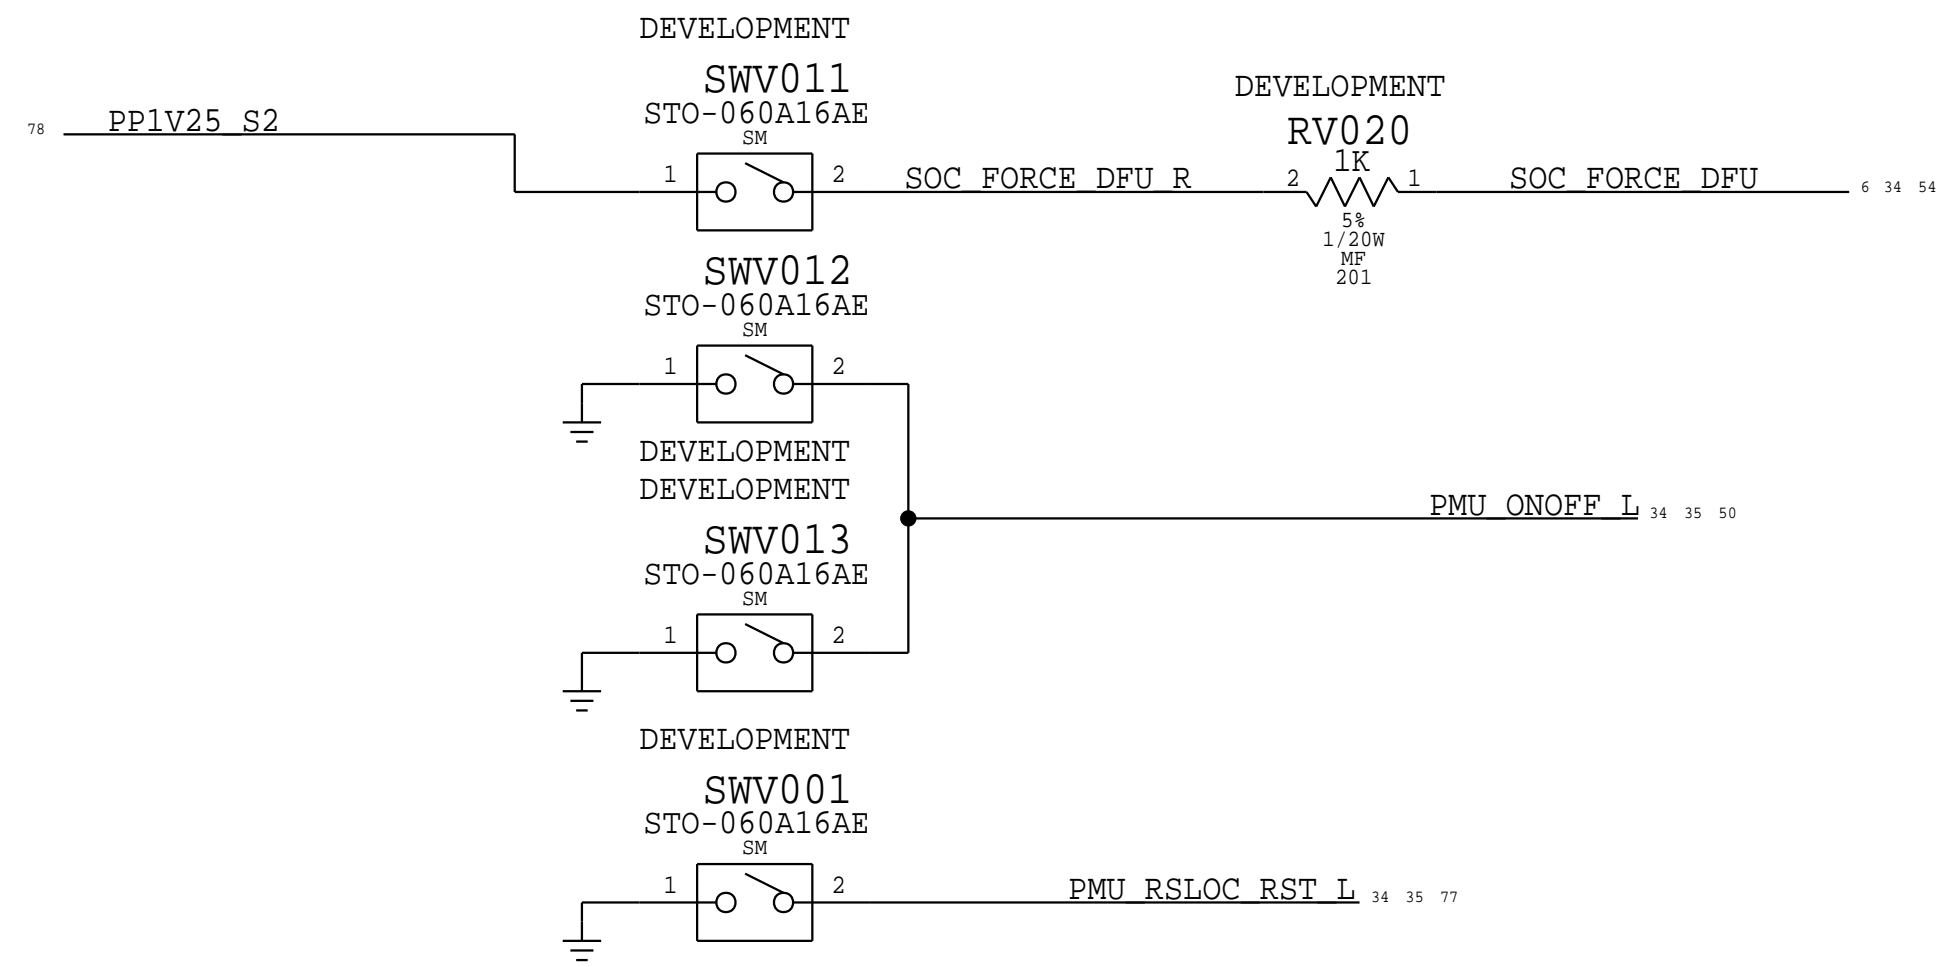 DEVELOPMENT
SWV011
STO-060A16AE
SM
DEVELOPMENT
RV020
1K
78 PP1V25_S2
1 2 SOC_FORCE_DFU_R 2 1 SOC_FORCE_DFU 6 34 54
5%
1/20W
MF
201
SWV012
STO-060A16AE
SM
1 2
DEVELOPMENT
DEVELOPMENT
PMU_ONOFF_L 34 35 50
SWV013
STO-060A16AE
SM
1 2
DEVELOPMENT
SWV001
STO-060A16AE
SM
1 2 PMU_RSLOC_RST_L 34 35 77